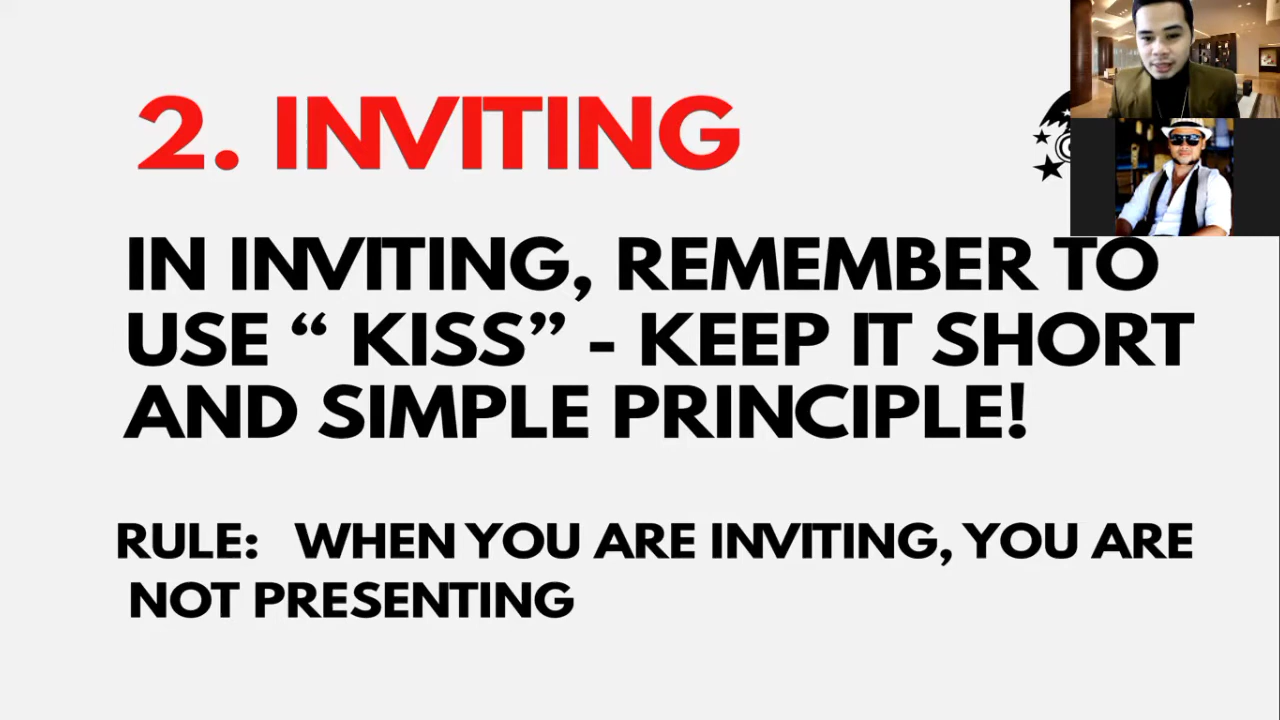 2. INVITING
IN INVITING, REMEMBER TO
USE “ KISS” - KEEP IT SHORT
AND SIMPLE PRINCIPLE!
RULE: WHEN YOU ARE INVITING, YOU ARE
NOT PRESENTING